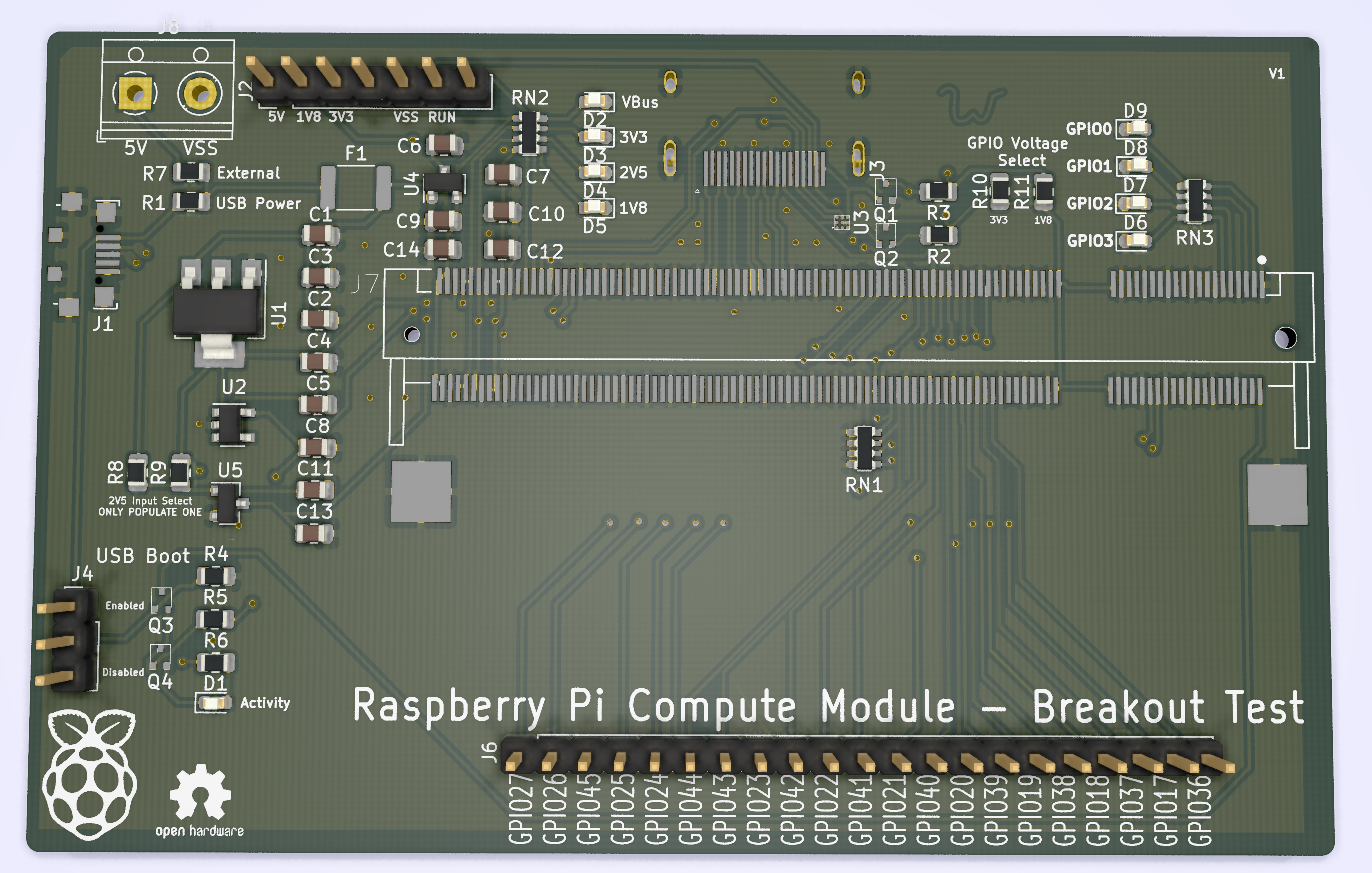 J8
V1
J2
5V 1V8 3V3 VSS RUN
5V VSS
RN2
VBus
D2
3V3
D3
2V5
D4
1V8
D5
R7 External
R1 USB Power
F1
C6
U4
C7
C9
C10
C14
C12
J3
Q1
U3
Q2
R3
R2
GPIO Voltage
Select
R10
R11
3V3 1V8
D9
GPIO0
D8
GPIO1
D7
GPIO2
D6
GPIO3
RN3
J1
U1
C1
C3
C2
C4
C5
C8
C11
C13
J7
U2
U5
R8
R9
2V5 Input Select
ONLY POPULATE ONE
RN1
USB Boot
R4
J4
Enabled
R5
Q3
R6
Disabled
Q4
D1
Activity
Raspberry Pi Compute Module – Breakout Test
J6
GPIO27
GPIO26
GPIO45
GPIO25
GPIO24
GPIO44
GPIO43
GPIO23
GPIO42
GPIO22
GPIO41
GPIO21
GPIO40
GPIO20
GPIO39
GPIO19
GPIO38
GPIO18
GPIO37
GPIO17
GPIO36
open hardware